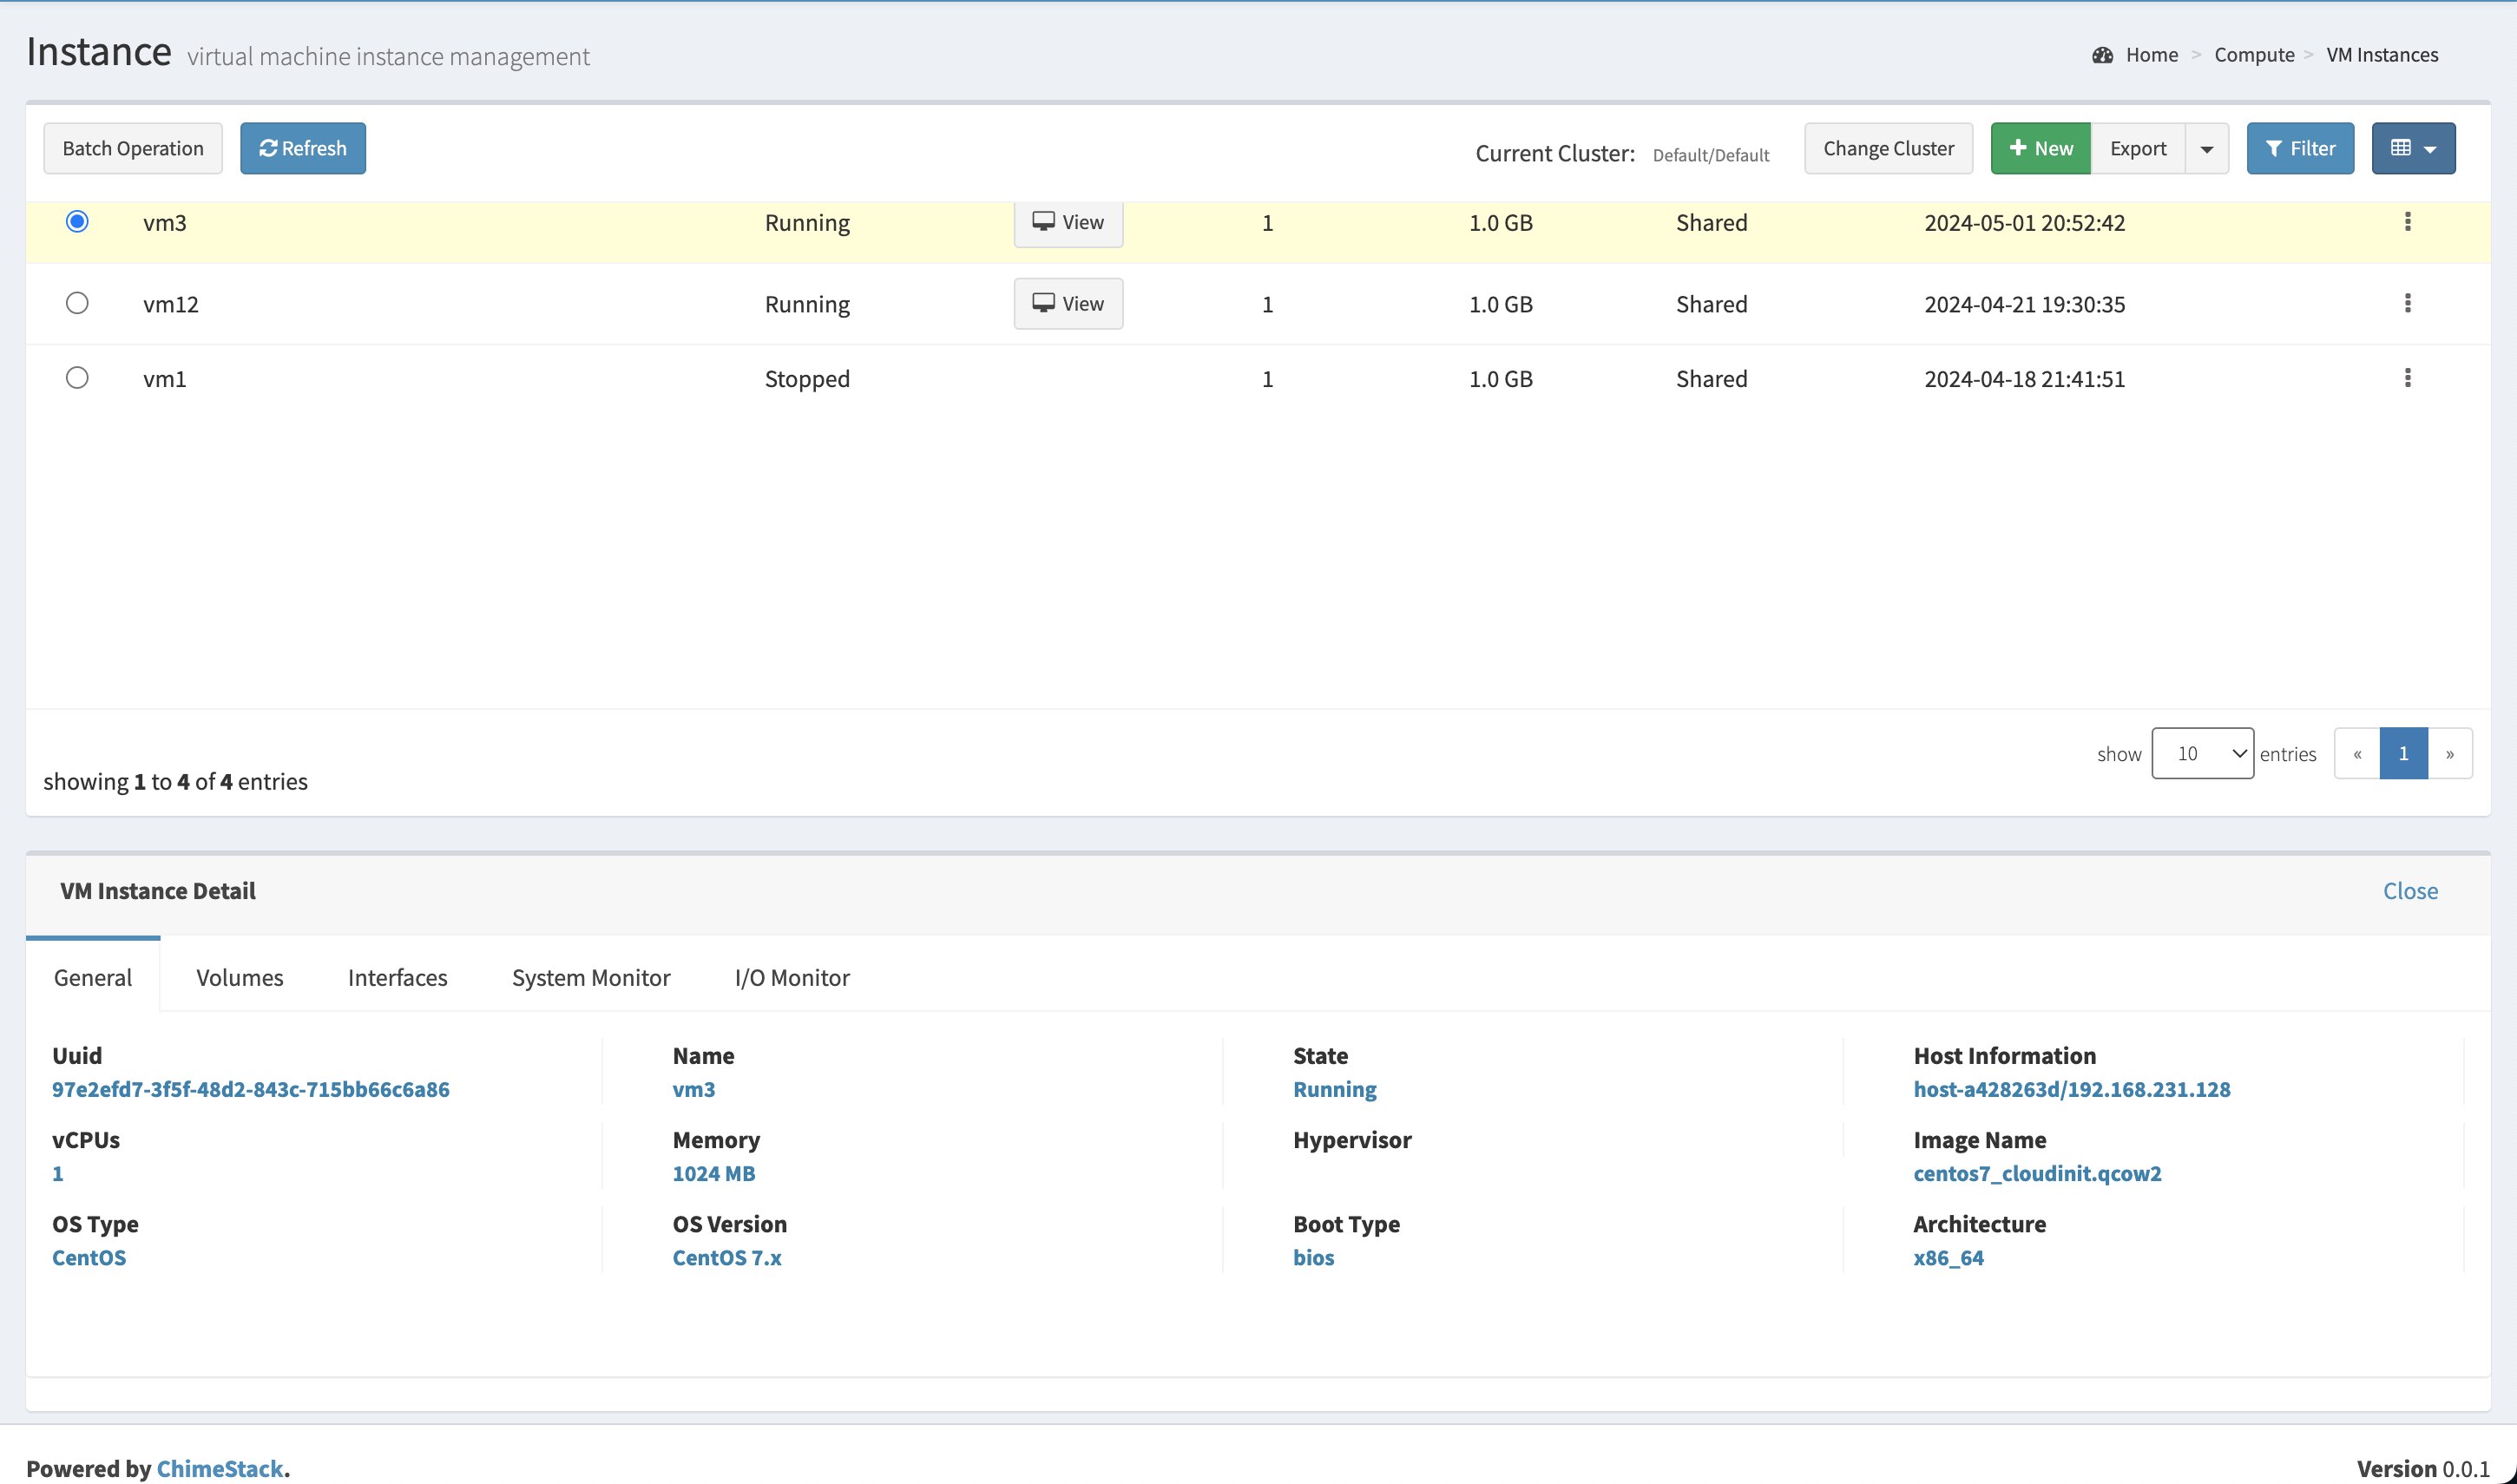 Instance virtual machine instance management
Home > Compute > VM Instances
Batch Operation Refresh Current Cluster: Default/Default Change Cluster New Export Filter
vm3 Running View 1 1.0 GB Shared 2024-05-01 20:52:42
vm12 Running View 1 1.0 GB Shared 2024-04-21 19:30:35
vm1 Stopped 1 1.0 GB Shared 2024-04-18 21:41:51
show 10 entries « 1 »
showing 1 to 4 of 4 entries
VM Instance Detail Close
General Volumes Interfaces System Monitor I/O Monitor
Uuid Name State Host Information
97e2efd7-3f5f-48d2-843c-715bb66c6a86 vm3 Running host-a428263d/192.168.231.128
vCPUs Memory Hypervisor Image Name
1 1024 MB centos7_cloudinit.qcow2
OS Type OS Version Boot Type Architecture
CentOS CentOS 7.x bios x86_64
Powered by ChimeStack. Version 0.0.1